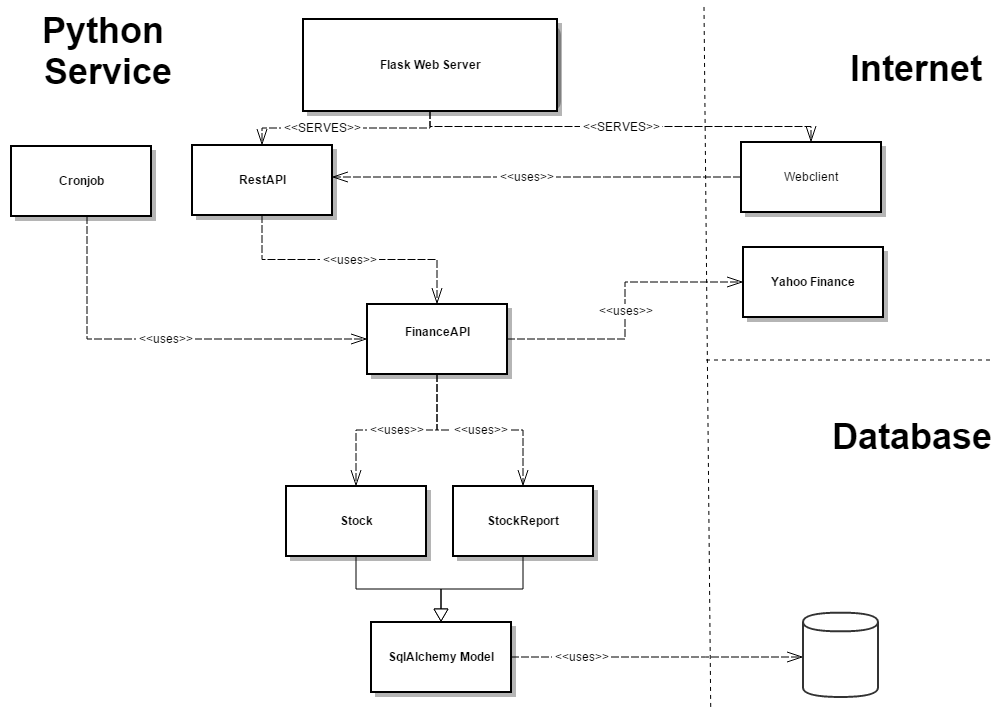 Python
Service
Flask Web Server
Internet
<<SERVES>>
<<SERVES>>
Cronjob
RestAPI
<<uses>>
Webclient
<<uses>>
Yahoo Finance
<<uses>>
FinanceAPI
<<uses>>
<<uses>>
<<uses>>
Database
Stock
StockReport
SqlAlchemy Model
<<uses>>